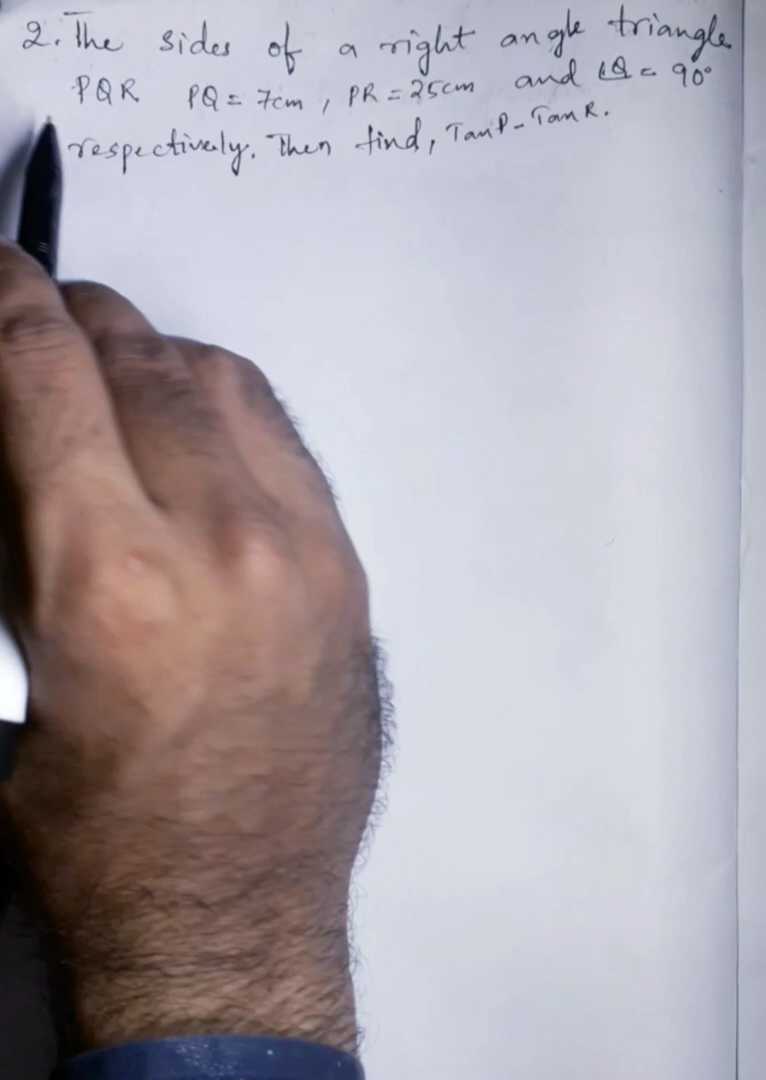 2. The sides of a right angle triangle
PQR PQ = 7cm, PR = 25cm and ∠Q = 90°
respectively. Then find, TanP - TanR.